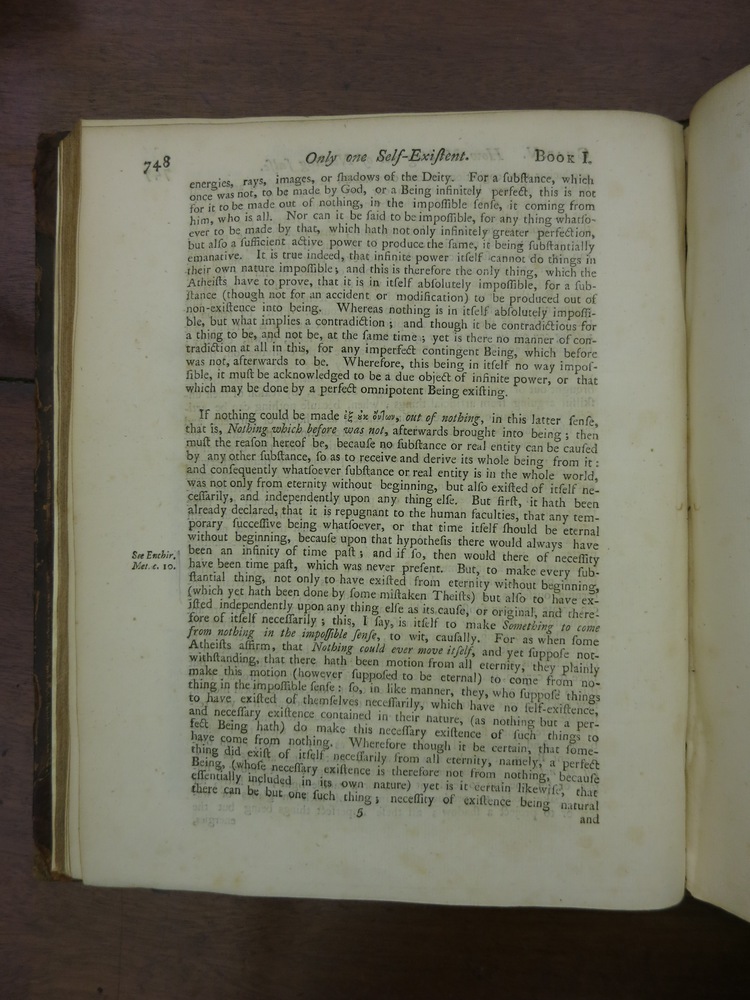 748 Only one Self-Exiſtent. BOOK I.
energies, rays, images, or ſhadows of the Deity. For a ſubſtance, which
once was not, to be made by God, or a Being infinitely perfect, this is not
for it to be made out of nothing, in the impoſſible ſenſe, it coming from
him, who is all. Nor can it be ſaid to be impoſſible, for any thing whatſo-
ever to be made by that, which hath not only infinitely greater perfection,
but alſo a ſufficient active power to produce the ſame, it being ſubſtantially
emanative. It is true indeed, that infinite power itſelf cannot do things in
their own nature impoſſible; and this is therefore the only thing, which the
Atheiſts have to prove, that it is in itſelf abſolutely impoſſible, for a ſub-
ſtance (though not for an accident or modification) to be produced out of
non-exiſtence into being. Whereas nothing is in itſelf abſolutely impoſſi-
ble, but what implies a contradiction; and though it be contradictious for
a thing to be, and not be, at the ſame time; yet is there no manner of con-
tradiction at all in this, for any imperfect contingent Being, which before
was not, afterwards to be. Wherefore, this being in itſelf no way impoſ-
ſible, it muſt be acknowledged to be a due object of infinite power, or that
which may be done by a perfect omnipotent Being exiſting.
If nothing could be made ἐξ ἐκ ὄντων, out of nothing, in this latter ſenſe,
that is, Nothing which before was not, afterwards brought into being; then
muſt the reaſon hereof be, becauſe no ſubſtance or real entity can be cauſed
by any other ſubſtance, ſo as to receive and derive its whole being from it:
and conſequently whatſoever ſubſtance or real entity is in the whole world,
was not only from eternity without beginning, but alſo exiſted of itſelf ne-
ceſſarily, and independently upon any thing elſe. But firſt, it hath been
already declared, that it is repugnant to the human faculties, that any tem-
porary ſucceſſive being whatſoever, or that time itſelf ſhould be eternal
without beginning, becauſe upon that hypotheſis there would always have
See Enchir. been an infinity of time paſt; and if ſo, then would there of neceſſity
Met. c. 10. have been time paſt, which was never preſent. But, to make every ſub-
ſtantial thing, not only to have exiſted from eternity without beginning,
(which yet hath been done by ſome miſtaken Theiſts) but alſo to have ex-
iſted independently upon any thing elſe as its cauſe, or original, and there-
fore of itſelf neceſſarily; this, I ſay, is itſelf to make Something to come
from nothing in the impoſſible ſenſe, to wit, cauſally. For as when ſome
Atheiſts affirm, that Nothing could ever move itſelf, and yet ſuppoſe not-
withſtanding, that there hath been motion from all eternity, they plainly
make this motion (however ſuppoſed to be eternal) to come from no-
thing in the impoſſible ſenſe: ſo, in like manner, they, who ſuppoſe things
to have exiſted of themſelves neceſſarily, which have no ſelf-exiſtence,
and neceſſary exiſtence contained in their nature, (as nothing but a per-
fect Being hath) do make this neceſſary exiſtence of ſuch things to
have come from nothing. Wherefore though it be certain, that ſome-
thing did exiſt of itſelf neceſſarily from all eternity, namely, a perfect
Being, (whoſe neceſſary exiſtence is therefore not from nothing, becauſe
eſſentially included in its own nature) yet is it certain likewiſe, that
there can be but one ſuch thing; neceſſity of exiſtence being natural
5 and